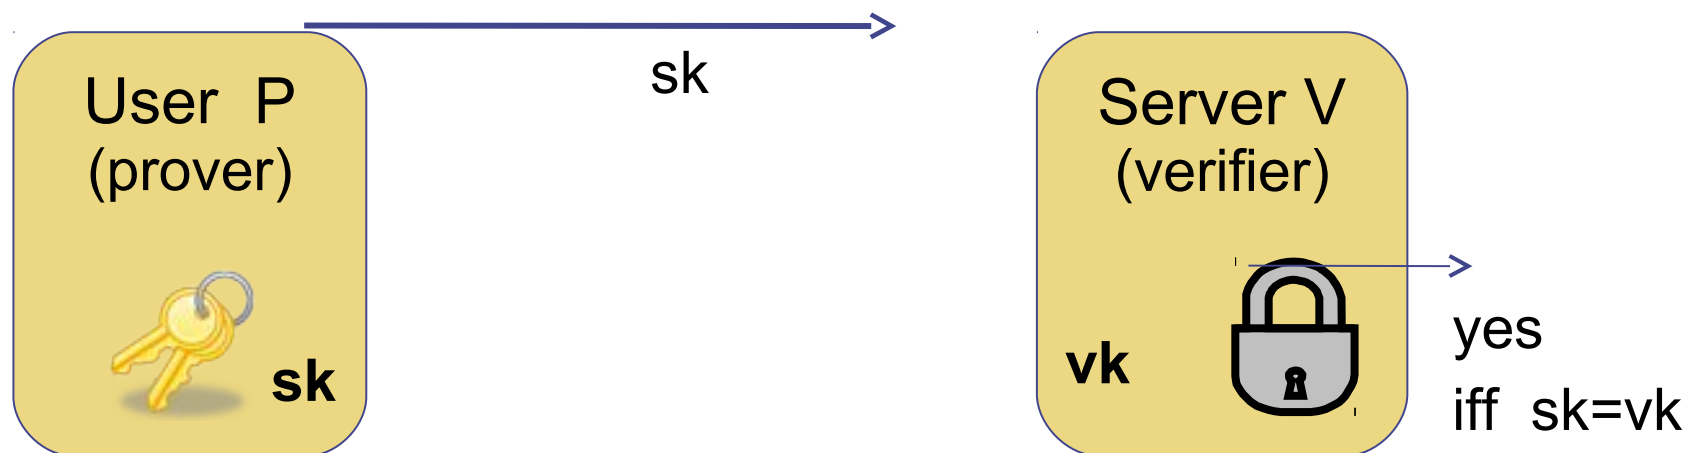 sk
User P
(prover)
sk
Server V
(verifier)
vk
yes
iff sk=vk